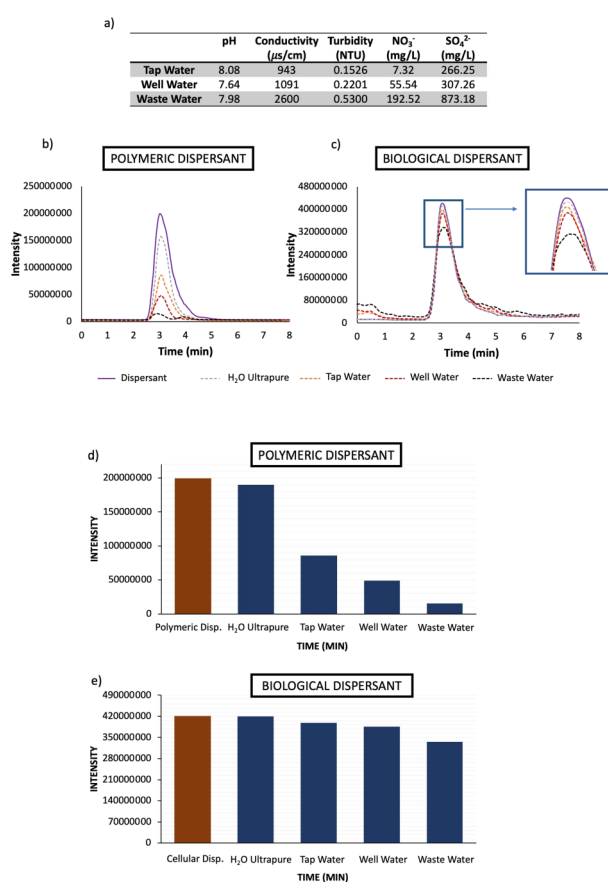 a)
pH Conductivity Turbidity NO₃⁻ SO₄²⁻
(μs/cm) (NTU) (mg/L) (mg/L)
Tap Water 8.08 943 0.1526 7.32 266.25
Well Water 7.64 1091 0.2201 55.54 307.26
Waste Water 7.98 2600 0.5300 192.52 873.18
b) POLYMERIC DISPERSANT
250000000
200000000
150000000
100000000
50000000
0
Intensity
0 1 2 3 4 5 6 7 8
Time (min)
c) BIOLOGICAL DISPERSANT
480000000
400000000
320000000
240000000
160000000
80000000
0
Intensity
0 1 2 3 4 5 6 7 8
Time (min)
Dispersant H₂O Ultrapure Tap Water Well Water Waste Water
d) POLYMERIC DISPERSANT
200000000
150000000
100000000
50000000
0
INTENSITY
Polymeric Disp. H₂O Ultrapure Tap Water Well Water Waste Water
TIME (MIN)
e) BIOLOGICAL DISPERSANT
490000000
420000000
350000000
280000000
210000000
140000000
70000000
0
INTENSITY
Cellular Disp. H₂O Ultrapure Tap Water Well Water Waste Water
TIME (MIN)